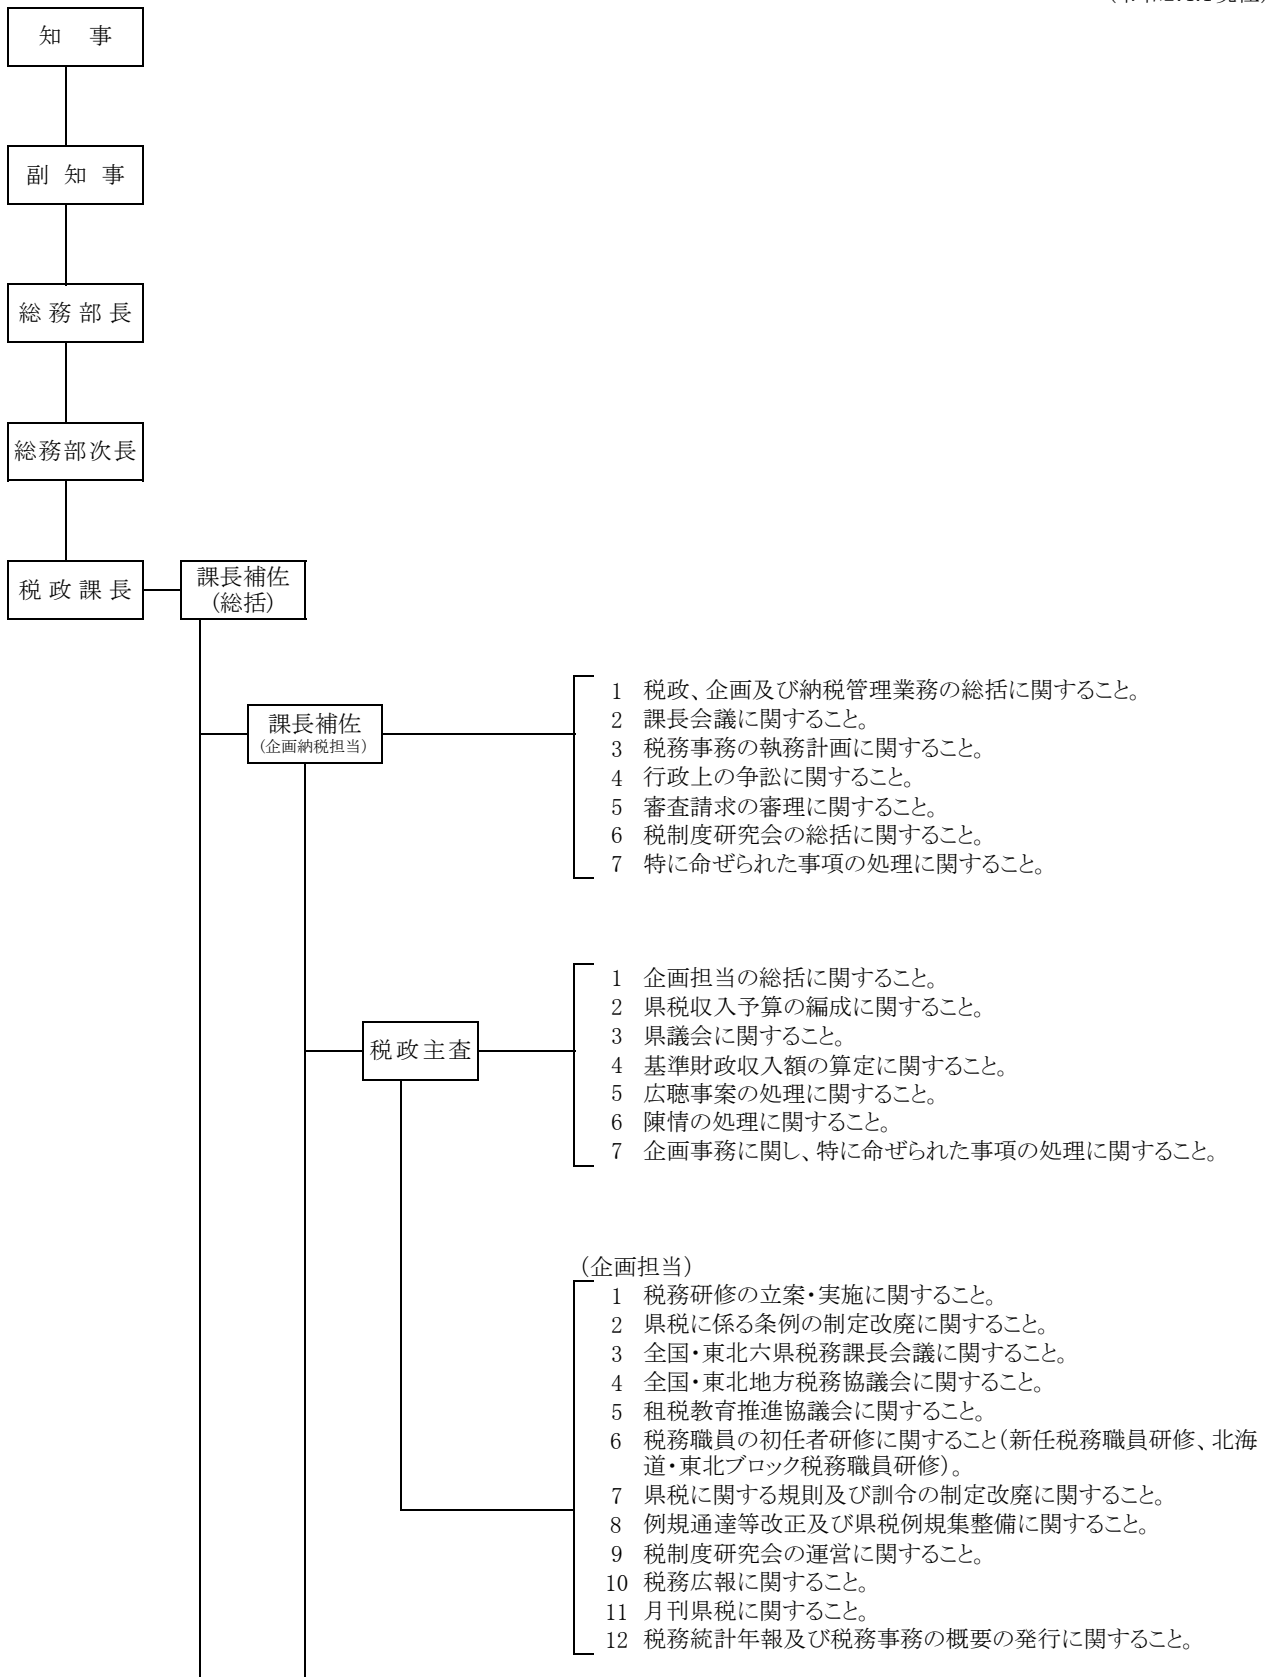 知 事
副 知 事
総 務 部 長
総務部次長
税 政 課 長
課長補佐
(総括)
課長補佐
(企画納税担当)
1 税政、企画及び納税管理業務の総括に関すること。
2 課長会議に関すること。
3 税務事務の執務計画に関すること。
4 行政上の争訟に関すること。
5 審査請求の審理に関すること。
6 税制度研究会の総括に関すること。
7 特に命ぜられた事項の処理に関すること。
税政主査
1 企画担当の総括に関すること。
2 県税収入予算の編成に関すること。
3 県議会に関すること。
4 基準財政収入額の算定に関すること。
5 広聴事案の処理に関すること。
6 陳情の処理に関すること。
7 企画事務に関し、特に命ぜられた事項の処理に関すること。
(企画担当)
1 税務研修の立案・実施に関すること。
2 県税に係る条例の制定改廃に関すること。
3 全国・東北六県税務課長会議に関すること。
4 全国・東北地方税務協議会に関すること。
5 租税教育推進協議会に関すること。
6 税務職員の初任者研修に関すること(新任税務職員研修、北海
道・東北ブロック税務職員研修)。
7 県税に関する規則及び訓令の制定改廃に関すること。
8 例規通達等改正及び県税例規集整備に関すること。
9 税制度研究会の運営に関すること。
10 税務広報に関すること。
11 月刊県税に関すること。
12 税務統計年報及び税務事務の概要の発行に関すること。